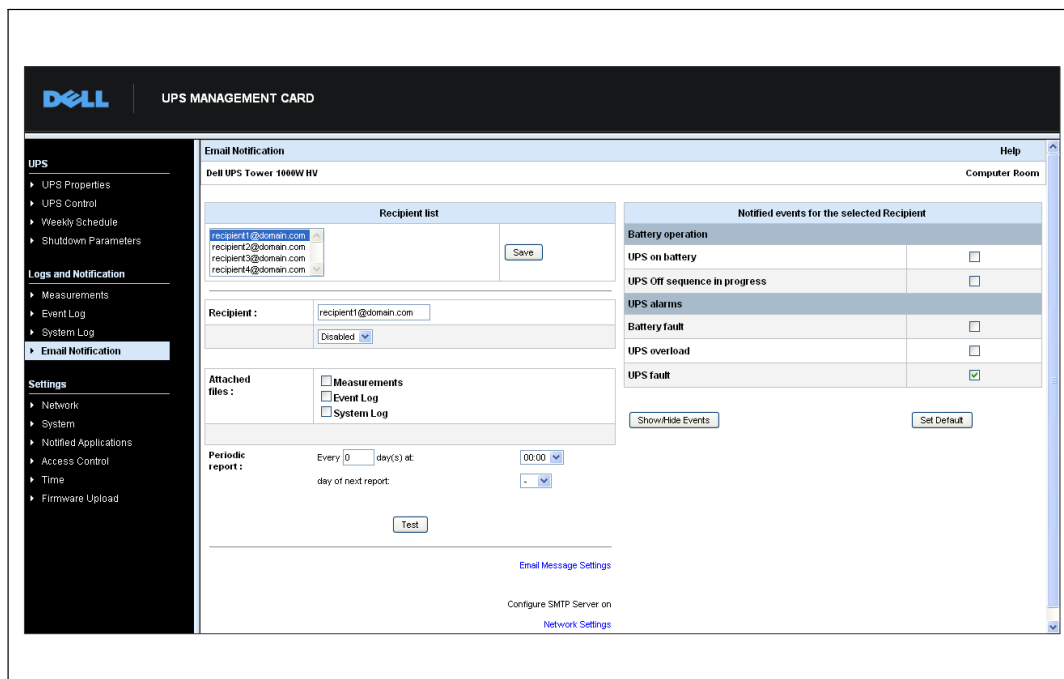 DELL
UPS MANAGEMENT CARD
UPS
UPS Properties
UPS Control
Weekly Schedule
Shutdown Parameters
Logs and Notification
Measurements
Event Log
System Log
Email Notification
Settings
Network
System
Notified Applications
Access Control
Time
Firmware Upload
Email Notification Help
Dell UPS Tower 1000W HV Computer Room
Recipient list
recipient1@domain.com
recipient2@domain.com
recipient3@domain.com
recipient4@domain.com
Save
Recipient : recipient1@domain.com
Disabled
Attached files :
Measurements
Event Log
System Log
Periodic report :
Every 0 day(s) at: 00:00
day of next report: -
Test
Email Message Settings
Configure SMTP Server on
Network Settings
Notified events for the selected Recipient
Battery operation
UPS on battery
UPS Off sequence in progress
UPS alarms
Battery fault
UPS overload
UPS fault
Show/Hide Events Set Default